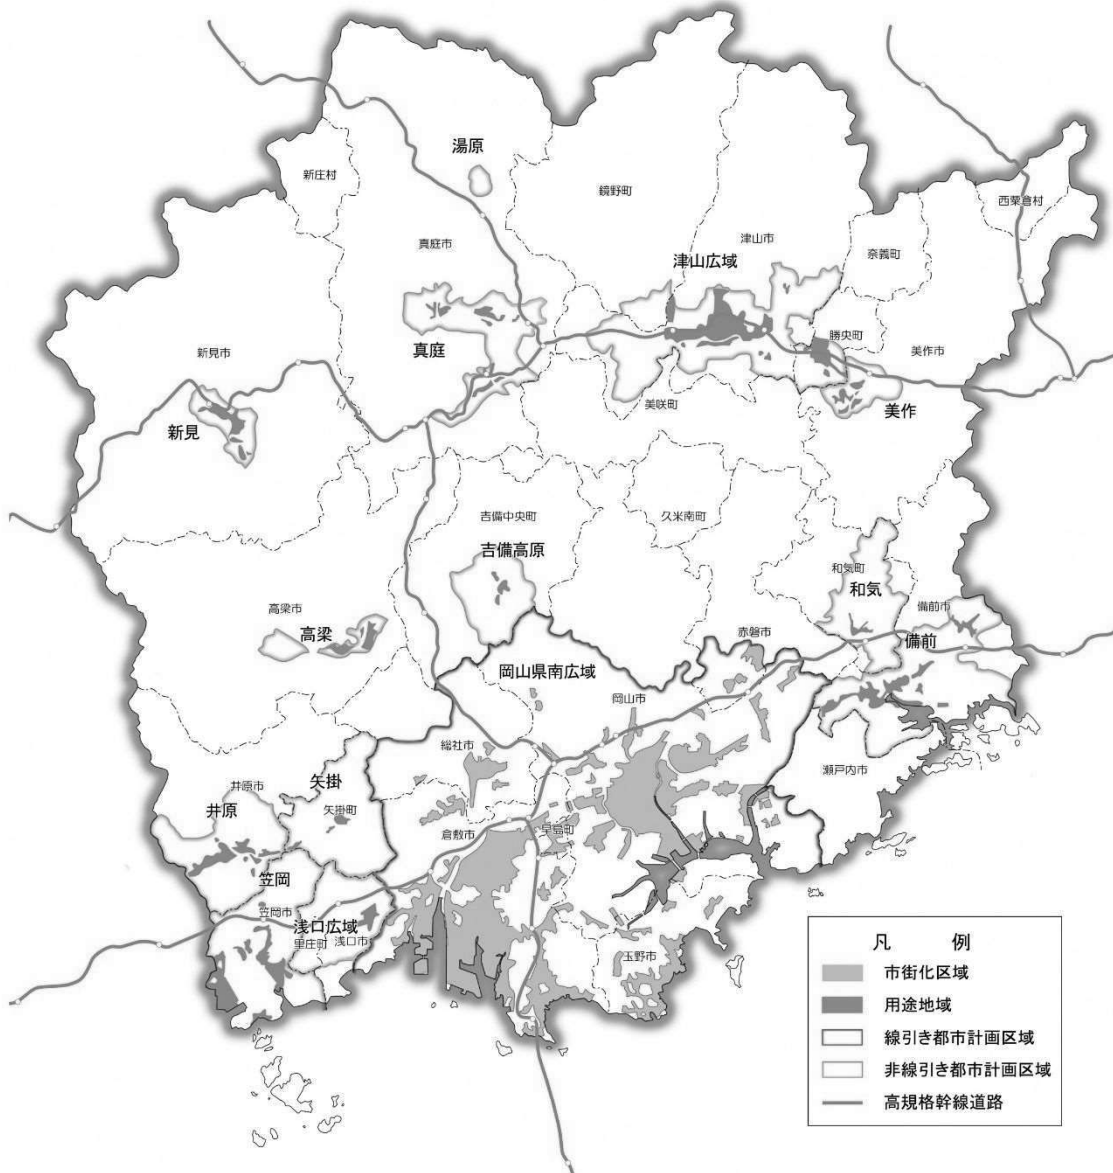 湯原
新庄村
鏡野町
西粟倉村
真庭市
津山市
奈義町
津山広域
勝央町
新見市
真庭
美作市
美咲町
美作
新見
吉備中央町
久米南町
吉備高原
和気町
和気
高梁市
備前市
高梁
赤磐市
備前
岡山県南広域
岡山市
総社市
瀬戸内市
矢掛
井原市
井原
矢掛町
倉敷市
早島町
笠岡
笠岡市
浅口広域
里庄町
浅口市
玉野市
凡 例
市街化区域
用途地域
線引き都市計画区域
非線引き都市計画区域
高規格幹線道路